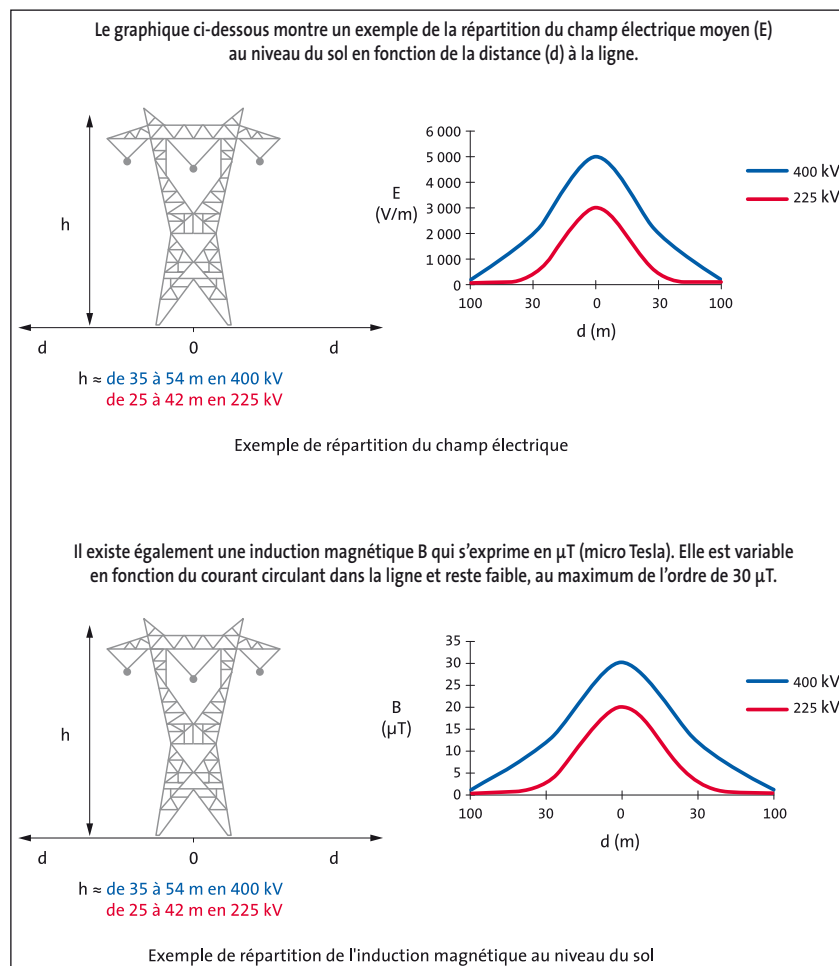 Le graphique ci-dessous montre un exemple de la répartition du champ électrique moyen (E)
au niveau du sol en fonction de la distance (d) à la ligne.
h
d 0 d
h ≈ de 35 à 54 m en 400 kV
de 25 à 42 m en 225 kV
E
(V/m)
6 000
5 000
4 000
3 000
2 000
1 000
0
100 30 0 30 100
d (m)
400 kV
225 kV
Exemple de répartition du champ électrique
Il existe également une induction magnétique B qui s’exprime en µT (micro Tesla). Elle est variable
en fonction du courant circulant dans la ligne et reste faible, au maximum de l’ordre de 30 µT.
h
d 0 d
h ≈ de 35 à 54 m en 400 kV
de 25 à 42 m en 225 kV
B
(µT)
35
30
25
20
15
10
5
0
100 30 0 30 100
d (m)
400 kV
225 kV
Exemple de répartition de l'induction magnétique au niveau du sol